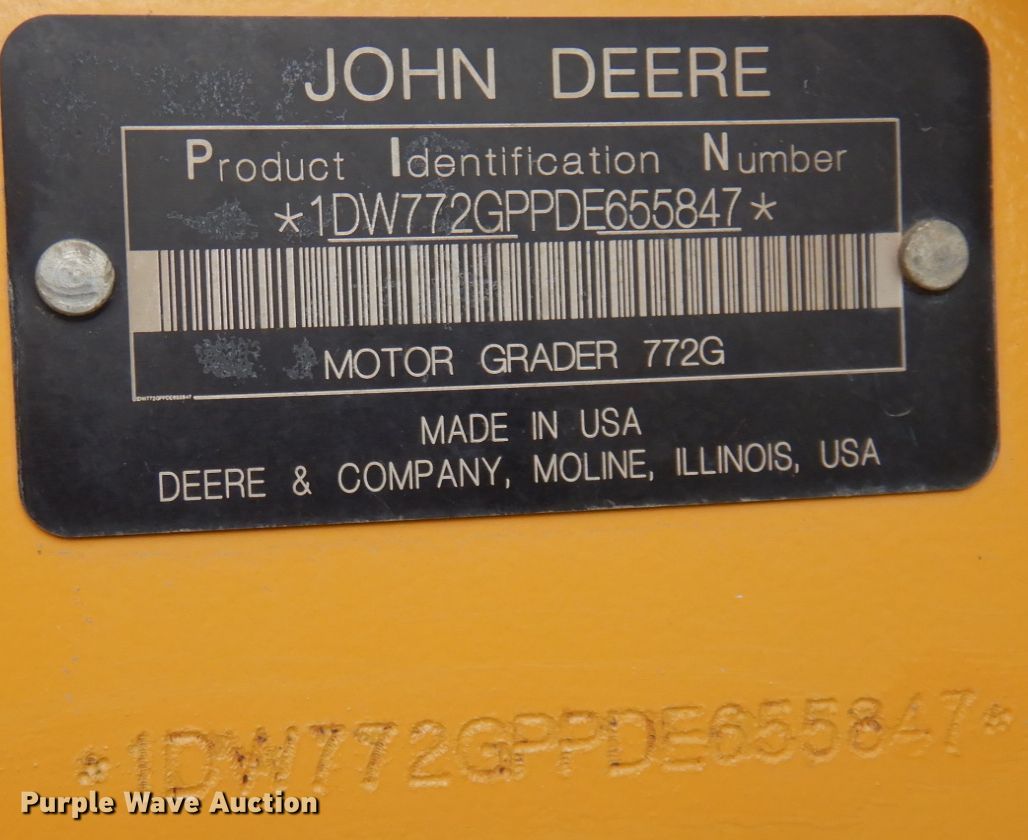 JOHN DEERE
Product Identification Number
*1DW772GPPDE655847*
MOTOR GRADER 772G
1DW772GPPDE655847
MADE IN USA
DEERE & COMPANY, MOLINE, ILLINOIS, USA
*1DW772GPPDE655847*
Purple Wave Auction